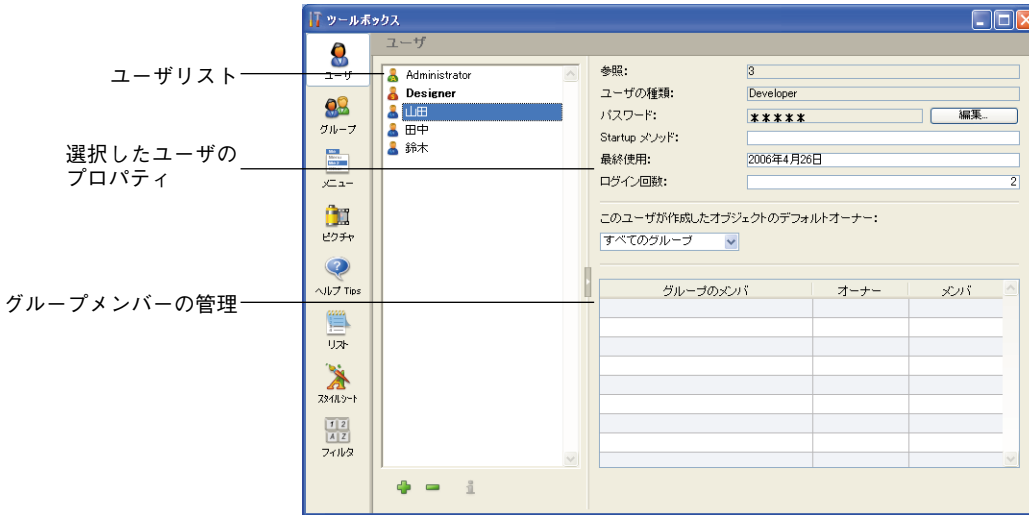 ツールボックス
ユーザ
ユーザリスト
選択したユーザの
プロパティ
グループメンバーの管理
ユーザ
グループ
メニュー
ピクチャ
ヘルプ Tips
リスト
スタイルシート
フィルタ
Administrator
Designer
山田
田中
鈴木
参照: 3
ユーザの種類: Developer
パスワード: ***** 編集...
Startup メソッド:
最終使用: 2006年4月26日
ログイン回数: 2
このユーザが作成したオブジェクトのデフォルトオーナー:
すべてのグループ
グループのメンバ オーナー メンバ